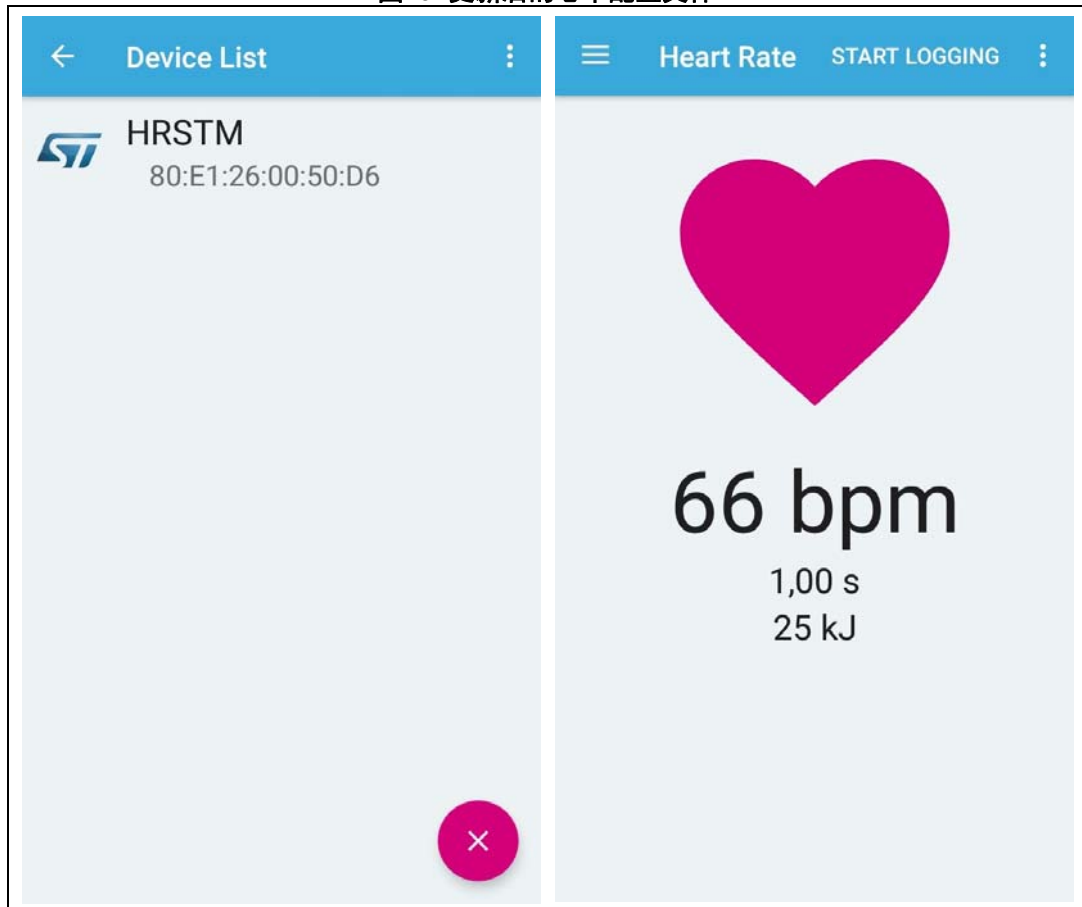 Device List
HRSTM
80:E1:26:00:50:D6
Heart Rate START LOGGING
66 bpm
1,00 s
25 kJ